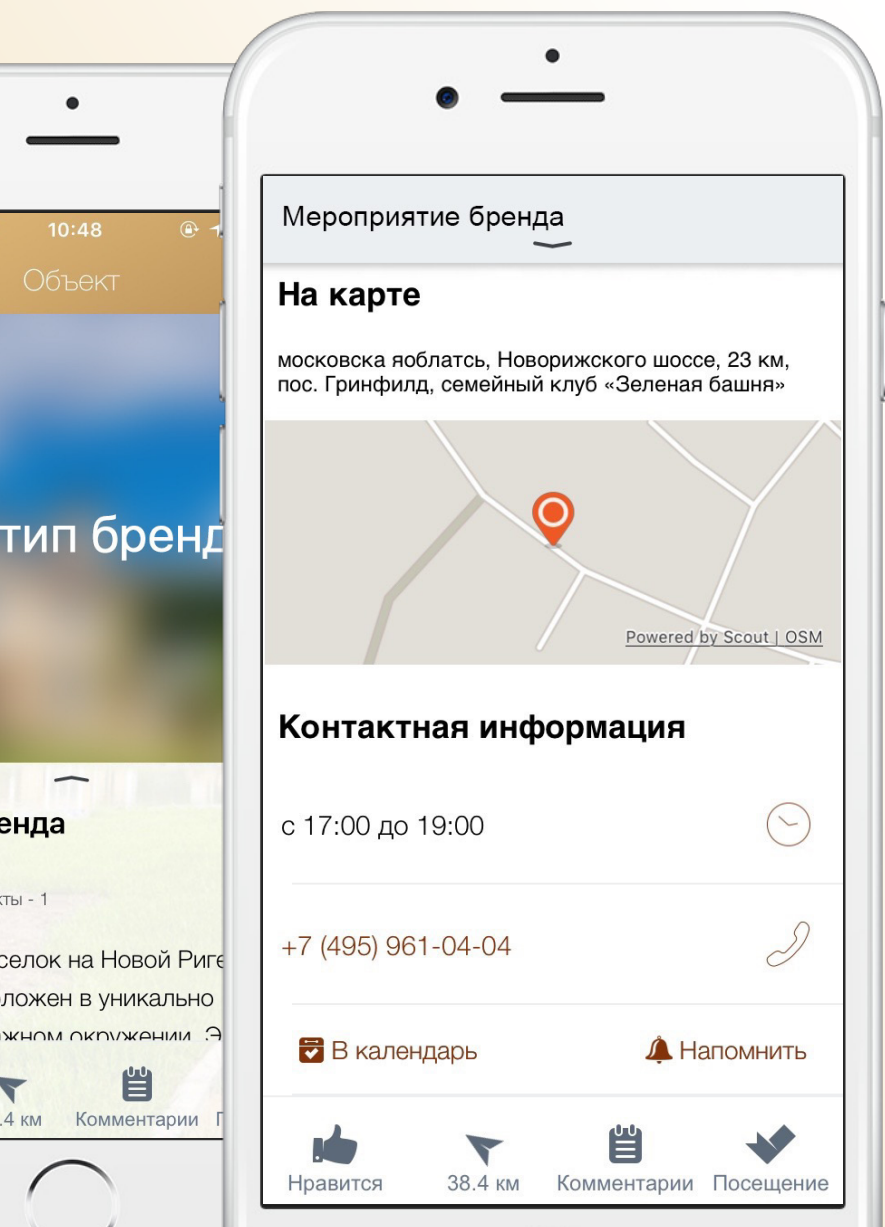 10:48
Объект
тип бренд
енда
кты - 1
селок на Новой Риге
ложен в уникально
жном окружении. Э
.4 км
Комментарии
Мероприятие бренда
На карте
московска яоблатсь, Новорижского шоссе, 23 км,
пос. Гринфилд, семейный клуб «Зеленая башня»
Powered by Scout | OSM
Контактная информация
с 17:00 до 19:00
+7 (495) 961-04-04
В календарь
Напомнить
Нравится
38.4 км
Комментарии
Посещение